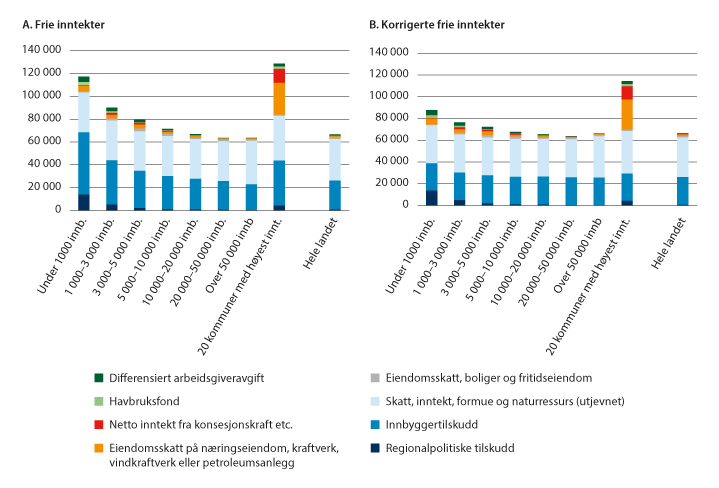 A. Frie inntekter
140 000
120 000
100 000
80 000
60 000
40 000
20 000
0
Under 1000 innb.
1 000–3 000 innb.
3 000–5 000 innb.
5 000–10 000 innb.
10 000–20 000 innb.
20 000–50 000 innb.
Over 50 000 innb
20 kommuner med høyest innt.
Hele landet
B. Korrigerte frie inntekter
140 000
120 000
100 000
80 000
60 000
40 000
20 000
0
Under 1000 innb.
1 000–3 000 innb.
3 000–5 000 innb.
5 000–10 000 innb.
10 000–20 000 innb.
20 000–50 000 innb.
Over 50 000 innb
20 kommuner med høyest innt.
Hele landet
Differensiert arbeidsgiveravgift
Havbruksfond
Netto inntekt fra konsesjonskraft etc.
Eiendomsskatt på næringseiendom, kraftverk,
vindkraftverk eller petroleumsanlegg
Eiendomsskatt, boliger og fritidseiendom
Skatt, inntekt, formue og naturressurs (utjevnet)
Innbyggertilskudd
Regionalpolitiske tilskudd